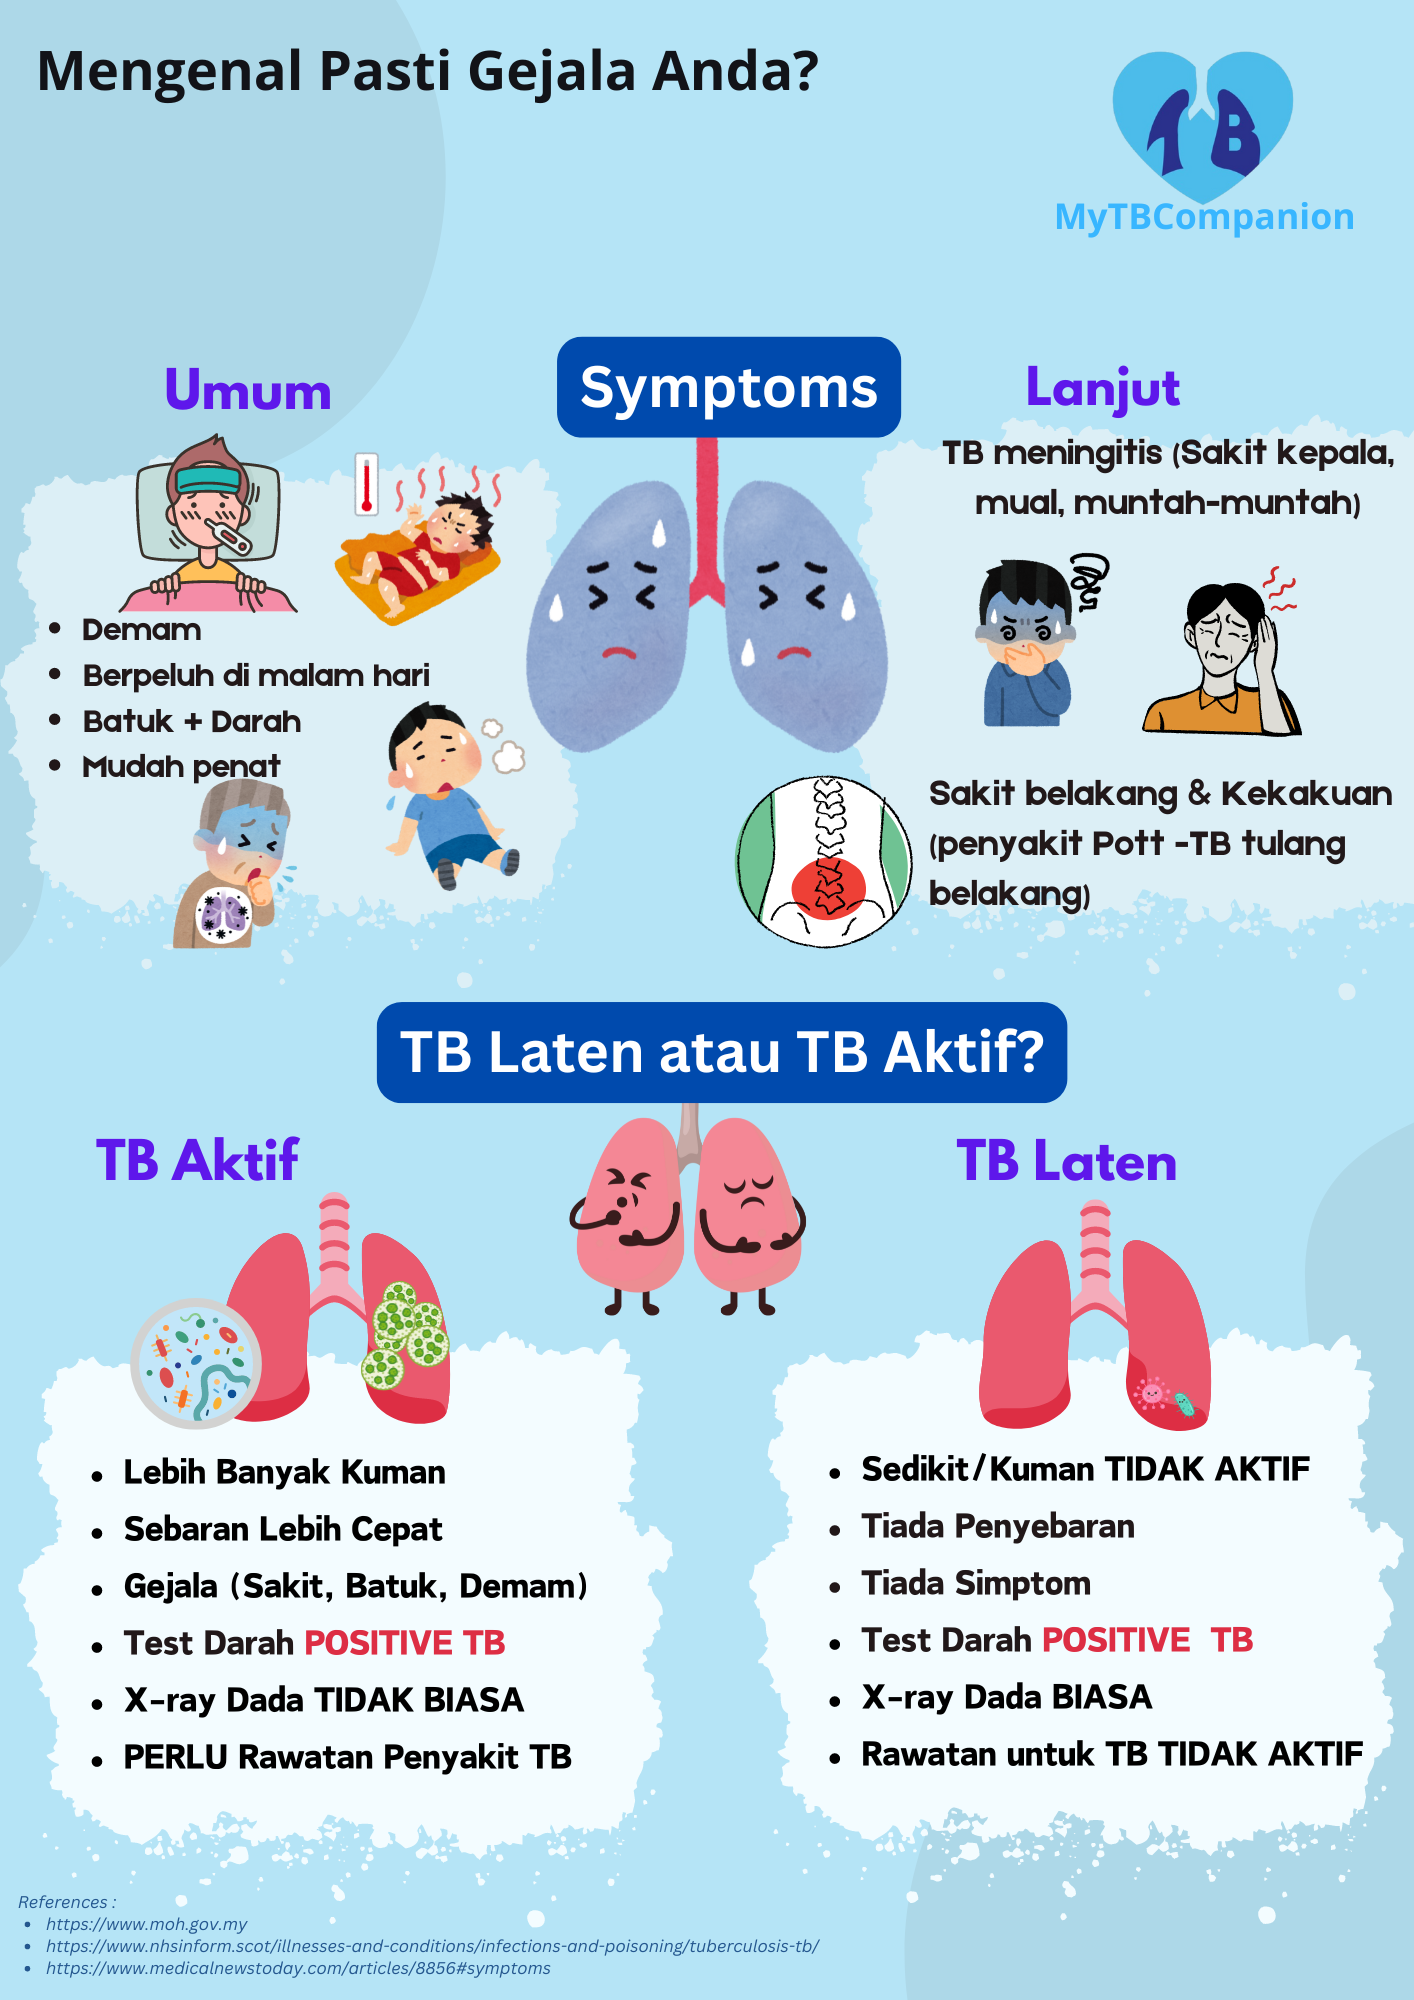 Mengenal Pasti Gejala Anda?
TB
MyTBCompanion
Symptoms
Umum
Demam
Berpeluh di malam hari
Batuk + Darah
Mudah penat
Lanjut
TB meningitis (Sakit kepala,
mual, muntah-muntah)
Sakit belakang & Kekakuan
(penyakit Pott -TB tulang
belakang)
TB Laten atau TB Aktif?
TB Aktif
Lebih Banyak Kuman
Sebaran Lebih Cepat
Gejala (Sakit, Batuk, Demam)
Test Darah POSITIVE TB
X-ray Dada TIDAK BIASA
PERLU Rawatan Penyakit TB
TB Laten
Sedikit/Kuman TIDAK AKTIF
Tiada Penyebaran
Tiada Simptom
Test Darah POSITIVE TB
X-ray Dada BIASA
Rawatan untuk TB TIDAK AKTIF
References :
https://www.moh.gov.my
https://www.nhsinform.scot/illnesses-and-conditions/infections-and-poisoning/tuberculosis-tb/
https://www.medicalnewstoday.com/articles/8856#symptoms